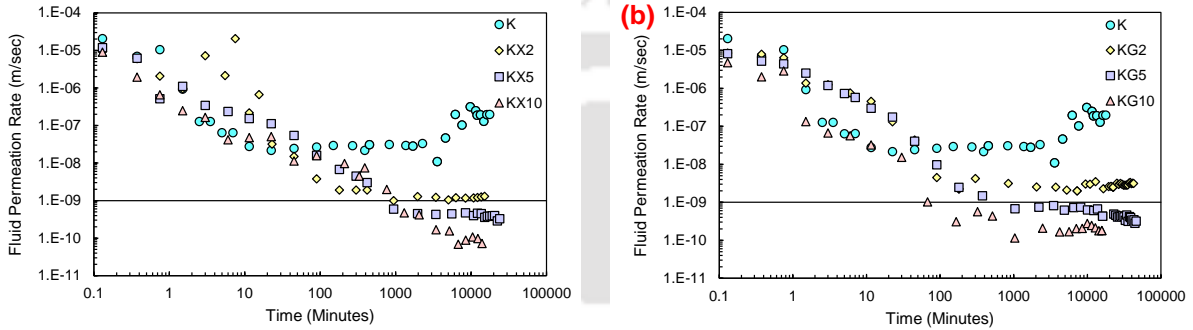 1.E-04
1.E-05
1.E-06
1.E-07
1.E-08
1.E-09
1.E-10
1.E-11
Fluid Permeation Rate (m/sec)
0.1 1 10 100 1000 10000 100000
Time (Minutes)
K
KX2
KX5
KX10
(b)
1.E-04
1.E-05
1.E-06
1.E-07
1.E-08
1.E-09
1.E-10
1.E-11
Fluid Permeation Rate (m/sec)
0.1 1 10 100 1000 10000 100000
Time (Minutes)
K
KG2
KG5
KG10